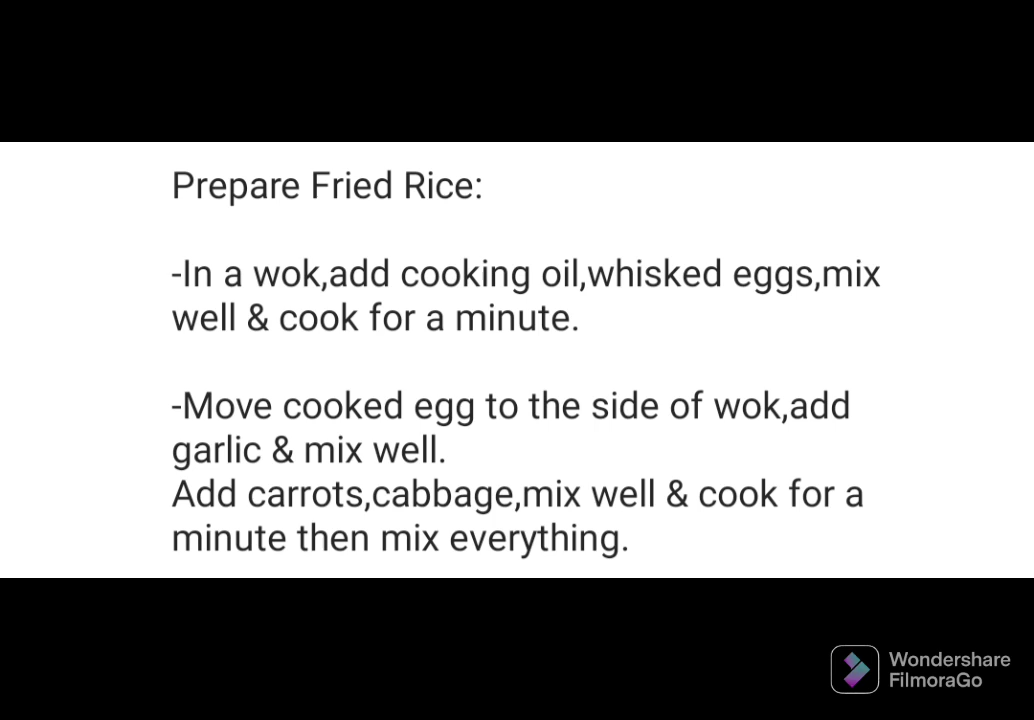 Prepare Fried Rice:
-In a wok,add cooking oil,whisked eggs,mix
well & cook for a minute.
-Move cooked egg to the side of wok,add
garlic & mix well.
Add carrots,cabbage,mix well & cook for a
minute then mix everything.
Wondershare
FilmoraGo